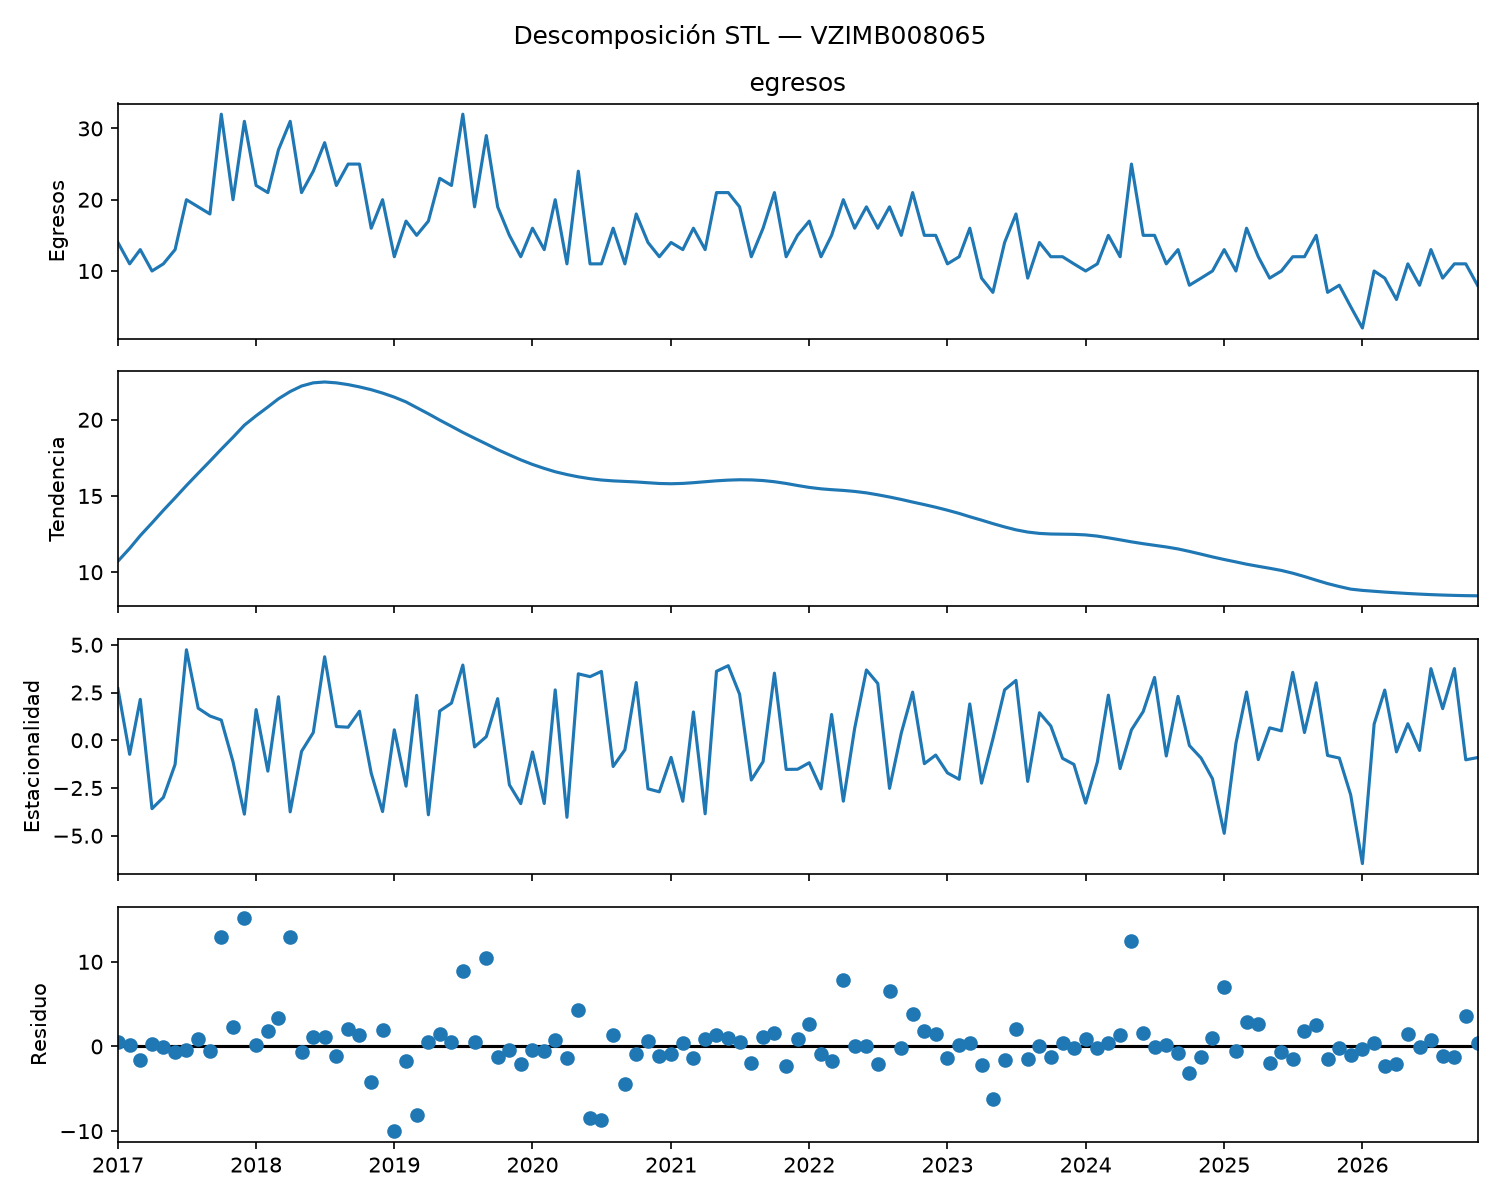 Descomposición STL — VZIMB008065
egresos
Egresos
30
20
10
Tendencia
20
15
10
Estacionalidad
5.0
2.5
0.0
−2.5
−5.0
Residuo
10
0
−10
2017 2018 2019 2020 2021 2022 2023 2024 2025 2026